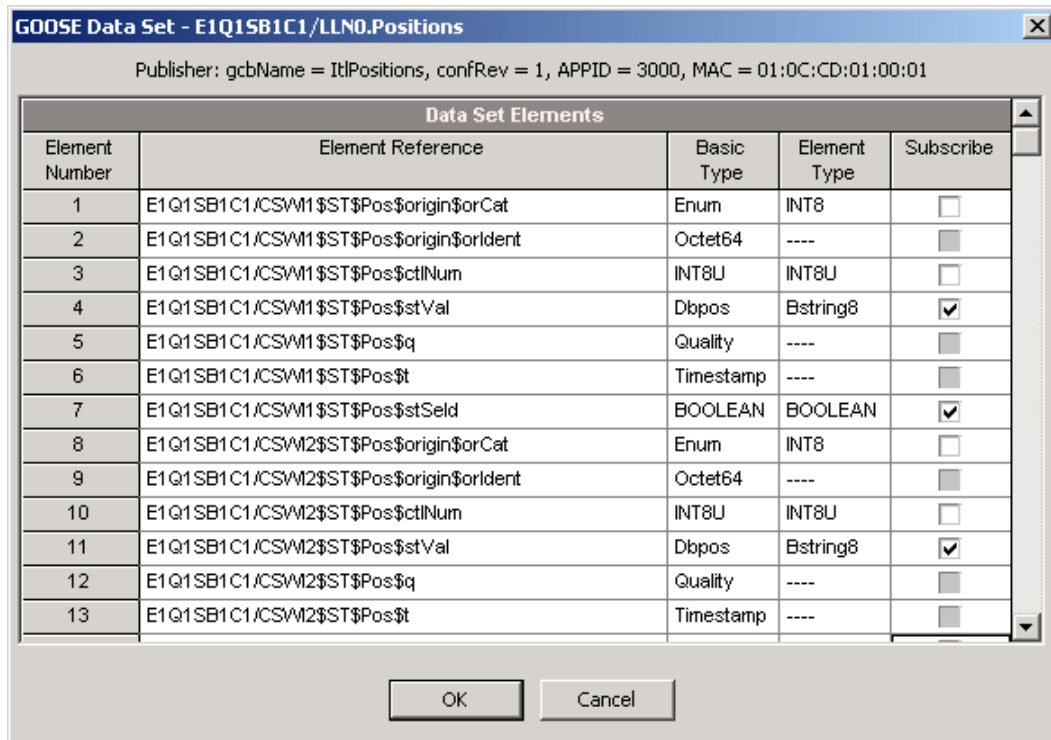 GOOSE Data Set - E1Q1SB1C1/LLN0.Positions
Publisher: gcbName = ItlPositions, confRev = 1, APPID = 3000, MAC = 01:0C:CD:01:00:01
Data Set Elements
Element Number Element Reference Basic Type Element Type Subscribe
1 E1Q1SB1C1/CSWI1$ST$Pos$origin$orCat Enum INT8
2 E1Q1SB1C1/CSWI1$ST$Pos$origin$orIdent Octet64 ----
3 E1Q1SB1C1/CSWI1$ST$Pos$ctlNum INT8U INT8U
4 E1Q1SB1C1/CSWI1$ST$Pos$stVal Dbpos Bstring8
5 E1Q1SB1C1/CSWI1$ST$Pos$q Quality ----
6 E1Q1SB1C1/CSWI1$ST$Pos$t Timestamp ----
7 E1Q1SB1C1/CSWI1$ST$Pos$stSeld BOOLEAN BOOLEAN
8 E1Q1SB1C1/CSWI2$ST$Pos$origin$orCat Enum INT8
9 E1Q1SB1C1/CSWI2$ST$Pos$origin$orIdent Octet64 ----
10 E1Q1SB1C1/CSWI2$ST$Pos$ctlNum INT8U INT8U
11 E1Q1SB1C1/CSWI2$ST$Pos$stVal Dbpos Bstring8
12 E1Q1SB1C1/CSWI2$ST$Pos$q Quality ----
13 E1Q1SB1C1/CSWI2$ST$Pos$t Timestamp ----
OK Cancel